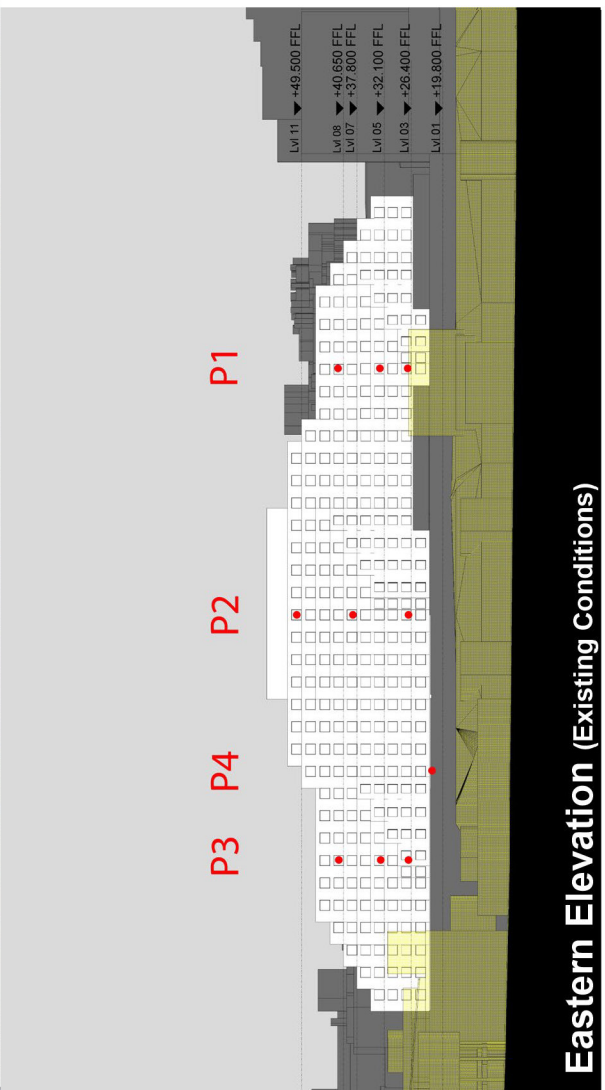 Lvl 11 +49.500 FFL
Lvl 08 +40.650 FFL
Lvl 07 +37.800 FFL
Lvl 05 +32.100 FFL
Lvl 03 +26.400 FFL
Lvl 01 +19.800 FFL
P3 P4 P2 P1
Eastern Elevation (Existing Conditions)